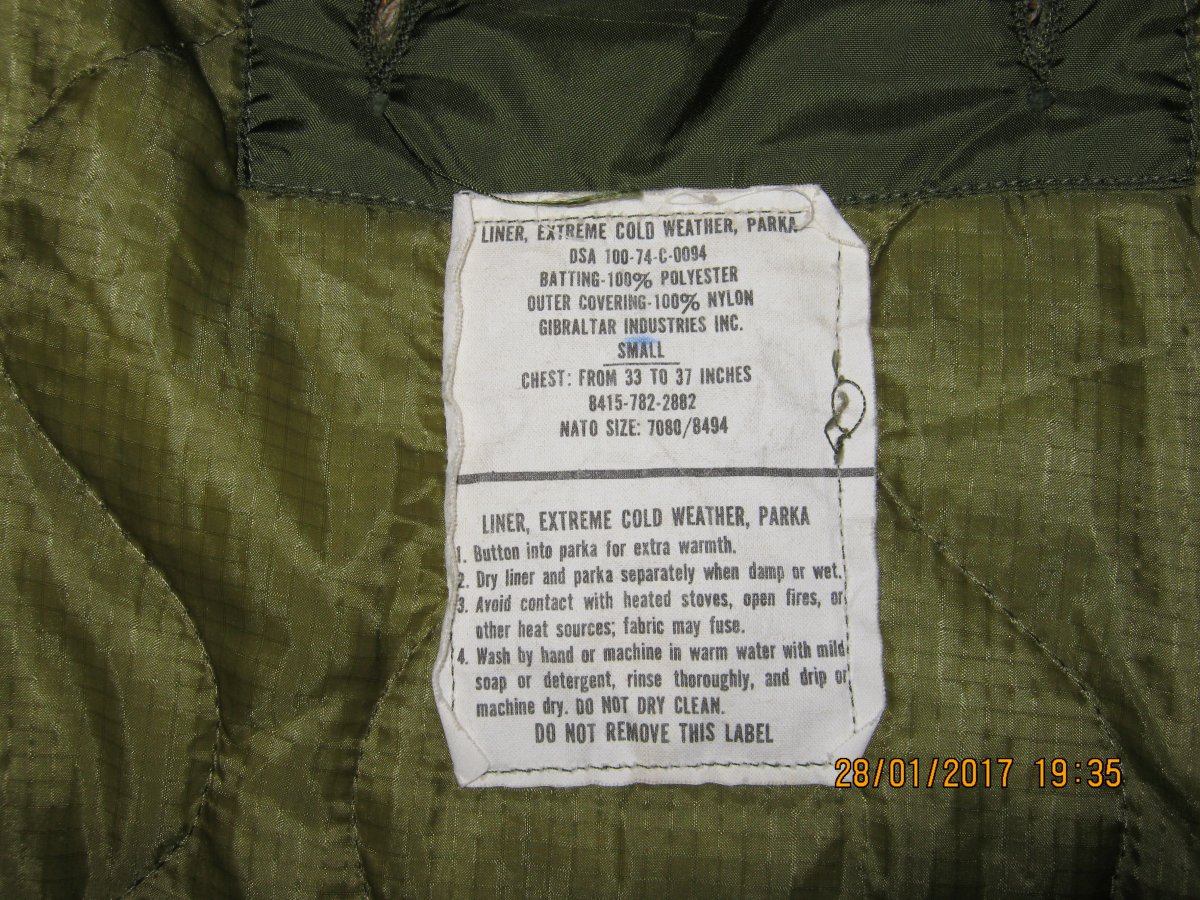 LINER, EXTREME COLD WEATHER, PARKA
DSA 100-74-C-0094
BATTING-100% POLYESTER
OUTER COVERING-100% NYLON
GIBRALTAR INDUSTRIES INC.
SMALL
CHEST: FROM 33 TO 37 INCHES
8415-782-2882
NATO SIZE: 7080/8494
LINER, EXTREME COLD WEATHER, PARKA
1. Button into parka for extra warmth.
2. Dry liner and parka separately when damp or wet.
3. Avoid contact with heated stoves, open fires, or
other heat sources; fabric may fuse.
4. Wash by hand or machine in warm water with mild
soap or detergent, rinse thoroughly, and drip or
machine dry. DO NOT DRY CLEAN.
DO NOT REMOVE THIS LABEL
28/01/2017 19:35